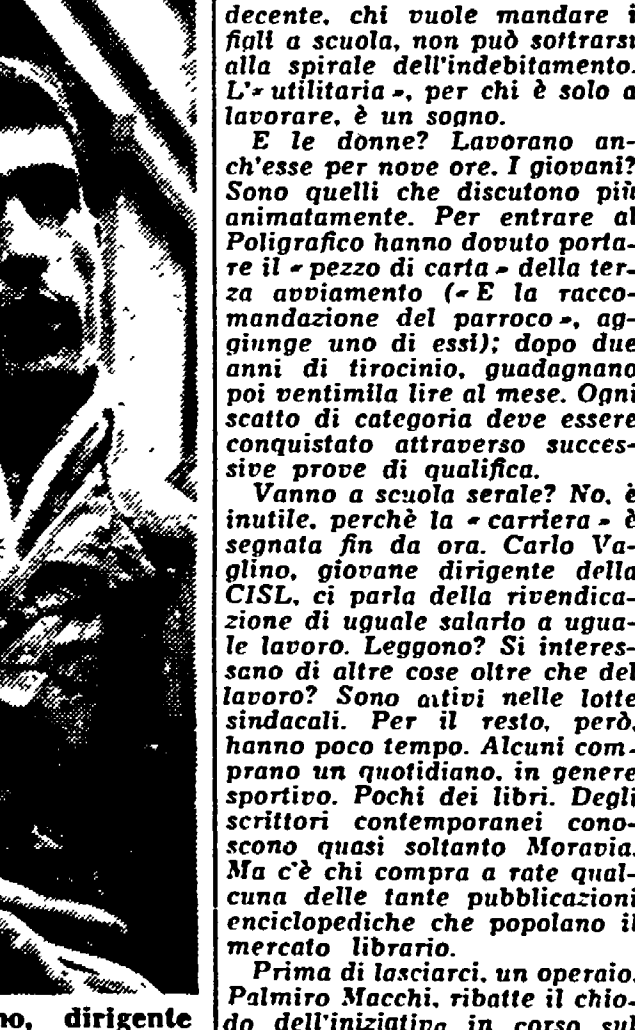 decente, chi vuole mandare i
figli a scuola, non può sottrarsi
alla spirale dell'indebitamento.
L'« utilitaria », per chi è solo a
lavorare, è un sogno.
E le donne? Lavorano an-
ch'esse per nove ore. I giovani?
Sono quelli che discutono più
animatamente. Per entrare al
Poligrafico hanno dovuto porta-
re il « pezzo di carta » della ter-
za avviamento (« E la racco-
mandazione del parroco », ag-
giunge uno di essi); dopo due
anni di tirocinio, guadagnano
poi ventimila lire al mese. Ogni
scatto di categoria deve essere
conquistato attraverso succes-
sive prove di qualifica.
Vanno a scuola serale? No, è
inutile, perchè la « carriera » è
segnata fin da ora. Carlo Va-
glino, giovane dirigente della
CISL, ci parla della rivendica-
zione di uguale salario a ugua-
le lavoro. Leggono? Si interes-
sano di altre cose oltre che del
lavoro? Sono attivi nelle lotte
sindacali. Per il resto, però,
hanno poco tempo. Alcuni com-
prano un quotidiano, in genere
sportivo. Pochi dei libri. Degli
scrittori contemporanei cono-
scono quasi soltanto Moravia.
Ma c'è chi compra a rate qual-
cuna delle tante pubblicazioni
enciclopediche che popolano il
mercato librario.
Prima di lasciarci, un operaio,
Palmiro Macchi, ribatte il chio-
do dell'iniziativa in corso sul
no, dirigente